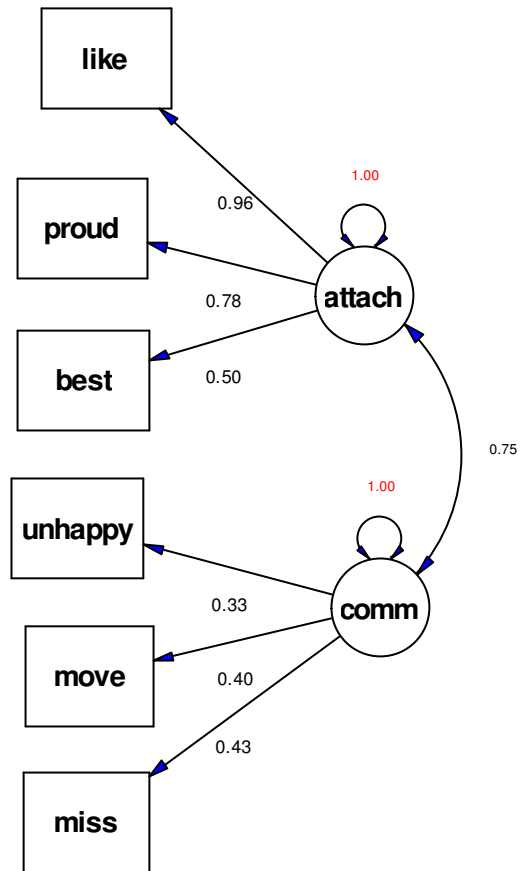 like
1.00
0.96
proud
attach
0.78
best
0.50
0.75
1.00
unhappy
0.33
comm
move
0.40
0.43
miss